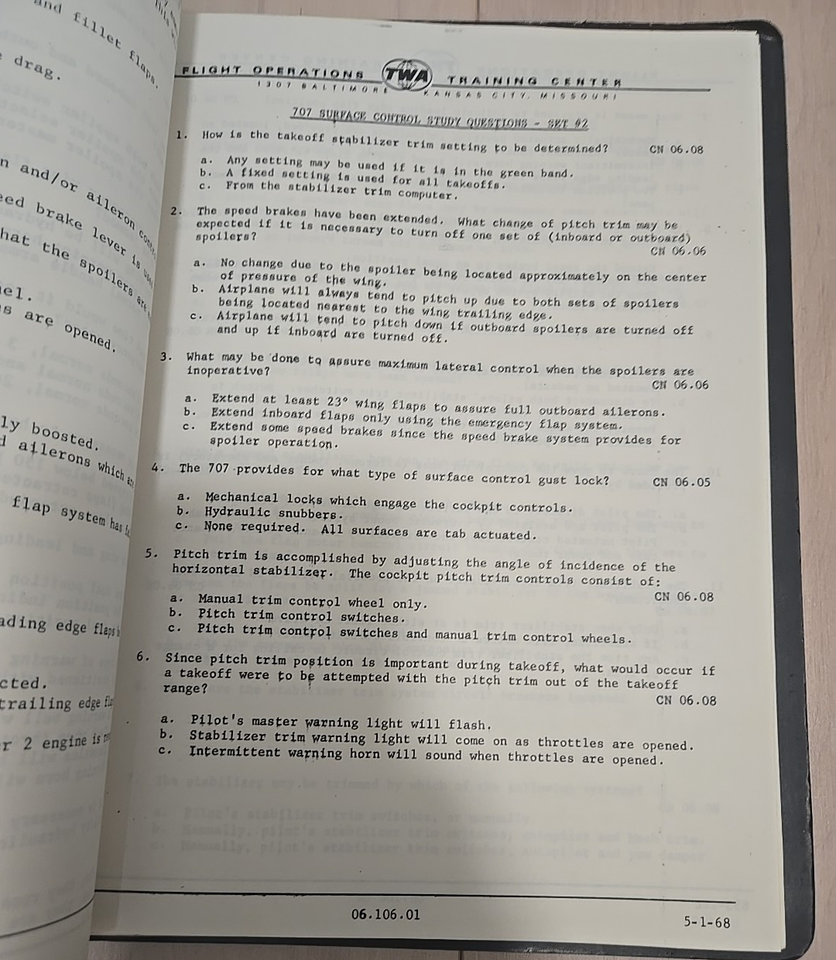 and fillet flaps.
drag.
n and/or aileron
eed brake lever is
hat the spoilers are
el.
s are opened.
ly boosted.
d ailerons which
flap system has
ading edge flaps
cted.
trailing edge
r 2 engine is
FLIGHT OPERATIONS TWA TRAINING CENTER
1307 BALTIMORE KANSAS CITY, MISSOURI
707 SURFACE CONTROL STUDY QUESTIONS - SET #2
1. How is the takeoff stabilizer trim setting to be determined? CN 06.08
a. Any setting may be used if it is in the green band.
b. A fixed setting is used for all takeoffs.
c. From the stabilizer trim computer.
2. The speed brakes have been extended. What change of pitch trim may be
expected if it is necessary to turn off one set of (inboard or outboard)
spoilers? CN 06.06
a. No change due to the spoiler being located approximately on the center
of pressure of the wing.
b. Airplane will always tend to pitch up due to both sets of spoilers
being located nearest to the wing trailing edge.
c. Airplane will tend to pitch down if outboard spoilers are turned off
and up if inboard are turned off.
3. What may be done to assure maximum lateral control when the spoilers are
inoperative? CN 06.06
a. Extend at least 23° wing flaps to assure full outboard ailerons.
b. Extend inboard flaps only using the emergency flap system.
c. Extend some speed brakes since the speed brake system provides for
spoiler operation.
4. The 707 provides for what type of surface control gust lock? CN 06.05
a. Mechanical locks which engage the cockpit controls.
b. Hydraulic snubbers.
c. None required. All surfaces are tab actuated.
5. Pitch trim is accomplished by adjusting the angle of incidence of the
horizontal stabilizer. The cockpit pitch trim controls consist of:
CN 06.08
a. Manual trim control wheel only.
b. Pitch trim control switches.
c. Pitch trim control switches and manual trim control wheels.
6. Since pitch trim position is important during takeoff, what would occur if
a takeoff were to be attempted with the pitch trim out of the takeoff
range? CN 06.08
a. Pilot's master warning light will flash.
b. Stabilizer trim warning light will come on as throttles are opened.
c. Intermittent warning horn will sound when throttles are opened.
06.106.01
5-1-68